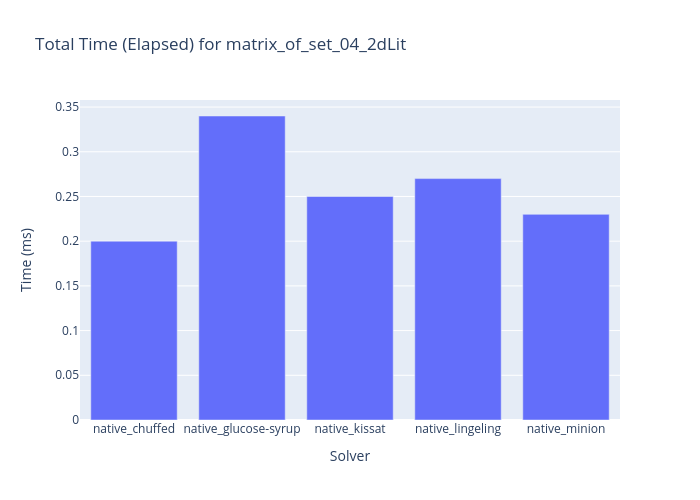 Total Time (Elapsed) for matrix_of_set_04_2dLit
Time (ms)
0.35
0.3
0.25
0.2
0.15
0.1
0.05
0
native_chuffed native_glucose-syrup native_kissat native_lingeling native_minion
Solver